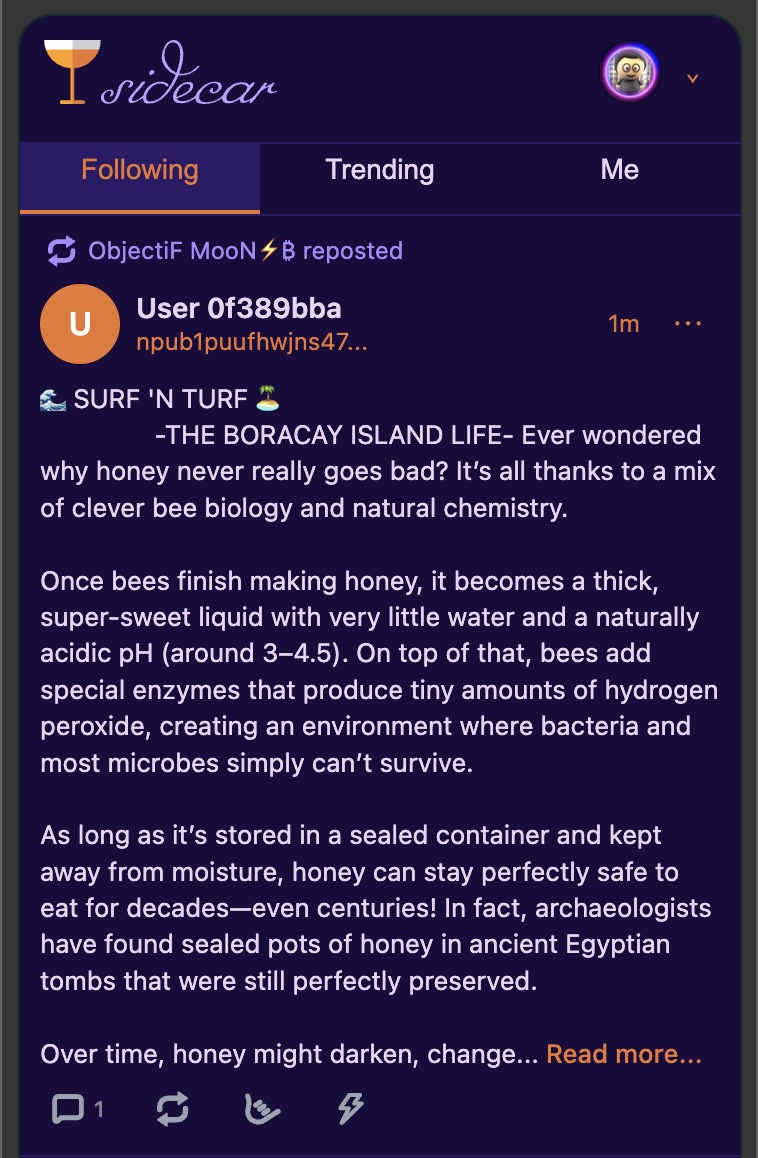 sidecar
Following
Trending
Me
ObjectiF MooN⚡₿ reposted
U
User 0f389bba
npub1puufhwjns47...
1m
🌊 SURF 'N TURF 🏝️
-THE BORACAY ISLAND LIFE- Ever wondered
why honey never really goes bad? It’s all thanks to a mix
of clever bee biology and natural chemistry.
Once bees finish making honey, it becomes a thick,
super-sweet liquid with very little water and a naturally
acidic pH (around 3–4.5). On top of that, bees add
special enzymes that produce tiny amounts of hydrogen
peroxide, creating an environment where bacteria and
most microbes simply can’t survive.
As long as it’s stored in a sealed container and kept
away from moisture, honey can stay perfectly safe to
eat for decades—even centuries! In fact, archaeologists
have found sealed pots of honey in ancient Egyptian
tombs that were still perfectly preserved.
Over time, honey might darken, change... Read more...
1